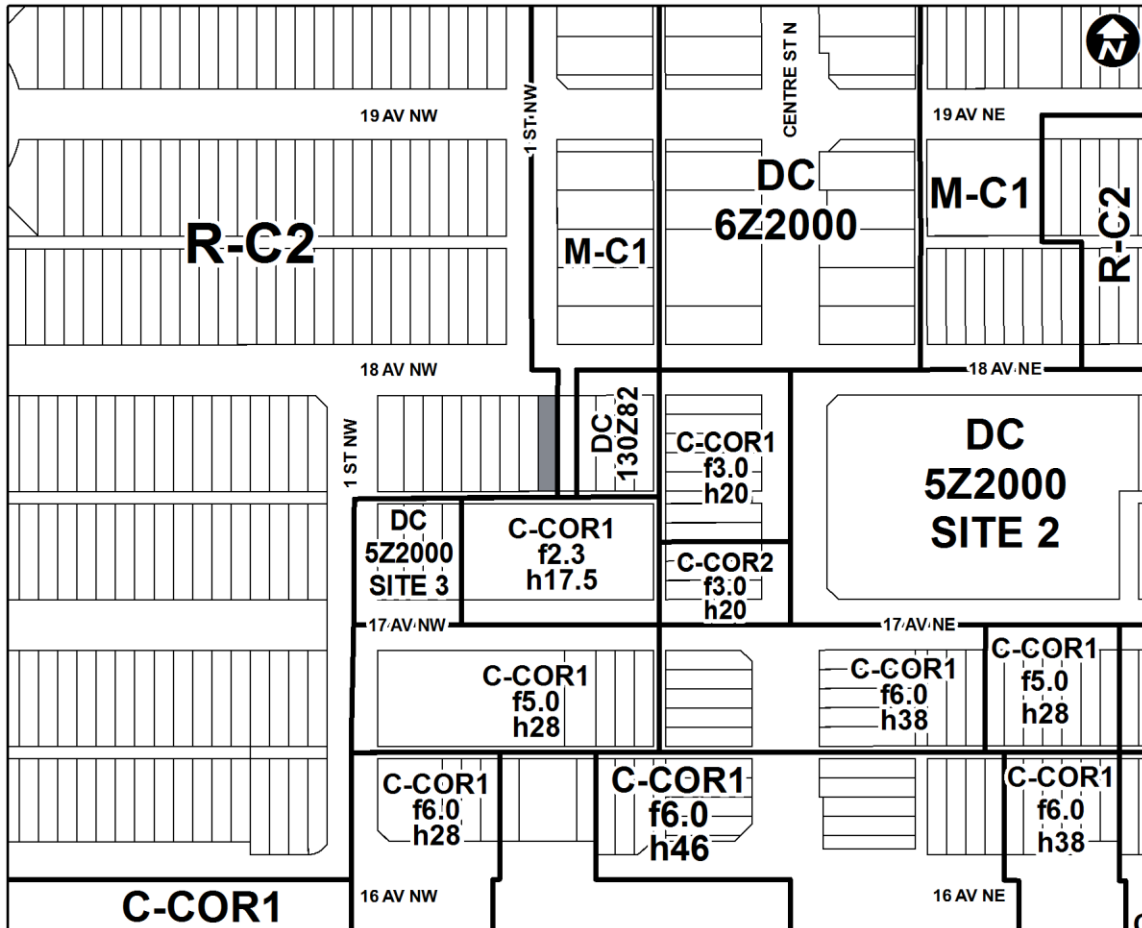 N
19 AV NW
1 ST NW
CENTRE ST N
19 AV NE
DC
6Z2000
M-C1
R-C2
R-C2
M-C1
18 AV NW
18 AV NE
1 ST NW
DC
130Z82
C-COR1
f3.0
h20
DC
5Z2000
SITE 2
DC
5Z2000
SITE 3
C-COR1
f2.3
h17.5
C-COR2
f3.0
h20
17 AV NW
17 AV NE
C-COR1
f5.0
h28
C-COR1
f6.0
h38
C-COR1
f5.0
h28
C-COR1
f6.0
h28
C-COR1
f6.0
h46
C-COR1
f6.0
h38
C-COR1
16 AV NW
16 AV NE